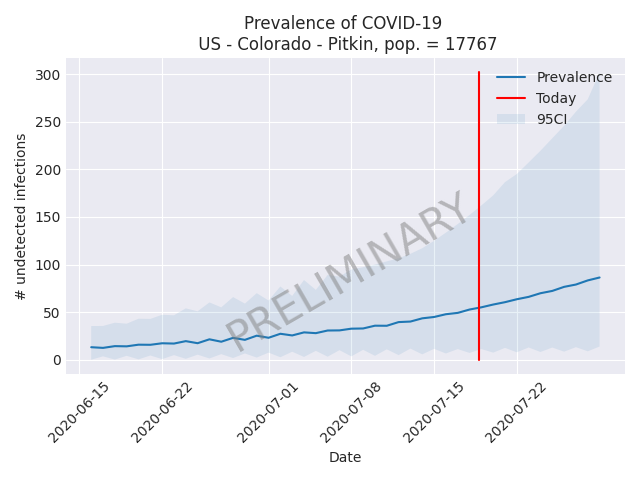 Prevalence of COVID-19
US - Colorado - Pitkin, pop. = 17767
300
250
200
150
100
50
0
# undetected infections
Prevalence
Today
95CI
PRELIMINARY
2020-06-15
2020-06-22
2020-07-01
2020-07-08
2020-07-15
2020-07-22
Date